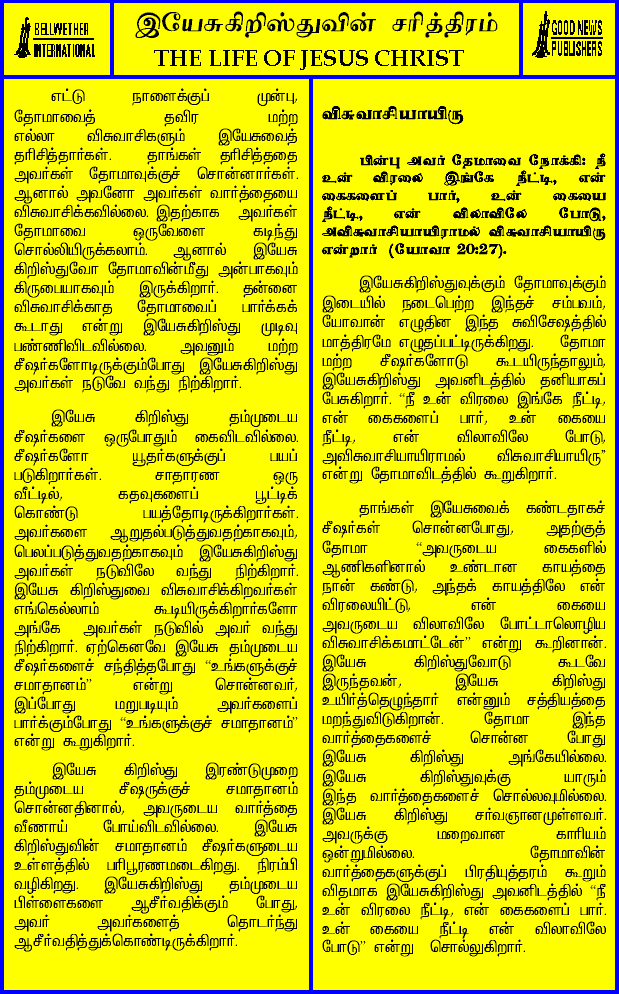 BELLWETHER
INTERNATIONAL
இயேசுகிறிஸ்துவின் சரித்திரம்
THE LIFE OF JESUS CHRIST
GOOD NEWS
PUBLISHERS
எட்டு நாளைக்குப் முன்பு,
தோமாவைத் தவிர மற்ற
எல்லா விசுவாசிகளும் இயேசுவைத்
தரிசித்தார்கள். தாங்கள் தரிசித்ததை
அவர்கள் தோமாவுக்குச் சொன்னார்கள்.
ஆனால் அவனோ அவர்கள் வார்த்தையை
விசுவாசிக்கவில்லை. இதற்காக அவர்கள்
தோமாவை ஒருவேளை கடிந்து
சொல்லியிருக்கலாம். ஆனால் இயேசு
கிறிஸ்துவோ தோமாவின்மீது அன்பாகவும்
கிருபையாகவும் இருக்கிறார். தன்னை
விசுவாசிக்காத தோமாவைப் பார்க்கக்
கூடாது என்று இயேசுகிறிஸ்து முடிவு
பண்ணிவிடவில்லை. அவனும் மற்ற
சீஷர்களோடிருக்கும்போது இயேசுகிறிஸ்து
அவர்கள் நடுவே வந்து நிற்கிறார்.
இயேசு கிறிஸ்து தம்முடைய
சீஷர்களை ஒருபோதும் கைவிடவில்லை.
சீஷர்களோ யூதர்களுக்குப் பயப்
படுகிறார்கள். சாதாரண ஒரு
வீட்டில், கதவுகளைப் பூட்டிக்
கொண்டு பயத்தோடிருக்கிறார்கள்.
அவர்களை ஆறுதல்படுத்துவதற்காகவும்,
பெலப்படுத்துவதற்காகவும் இயேசுகிறிஸ்து
அவர்கள் நடுவிலே வந்து நிற்கிறார்.
இயேசு கிறிஸ்துவை விசுவாசிக்கிறவர்கள்
எங்கெல்லாம் கூடியிருக்கிறார்களோ
அங்கே அவர்கள் நடுவில் அவர் வந்து
நிற்கிறார். ஏற்கெனவே இயேசு தம்முடைய
சீஷர்களைச் சந்தித்தபோது “உங்களுக்குச்
சமாதானம்” என்று சொன்னவர்,
இப்போது மறுபடியும் அவர்களைப்
பார்க்கும்போது “உங்களுக்குச் சமாதானம்”
என்று கூறுகிறார்.
இயேசு கிறிஸ்து இரண்டுமுறை
தம்முடைய சீஷருக்குச் சமாதானம்
சொன்னதினால், அவருடைய வார்த்தை
வீணாய் போய்விடவில்லை. இயேசு
கிறிஸ்துவின் சமாதானம் சீஷர்களுடைய
உள்ளத்தில் பரிபூரணமடைகிறது. நிரம்பி
வழிகிறது. இயேசுகிறிஸ்து தம்முடைய
பிள்ளைகளை ஆசீர்வதிக்கும் போது,
அவர் அவர்களைத் தொடர்ந்து
ஆசீர்வதித்துக்கொண்டிருக்கிறார்.
விசுவாசியாயிரு
பின்பு அவர் தேமாவை நோக்கி: நீ
உன் விரலை இங்கே நீட்டி, என்
கைகளைப் பார், உன் கையை
நீட்டி, என் விலாவிலே போடு,
அவிசுவாசியாயிராமல் விசுவாசியாயிரு
என்றார் (யோவா 20:27).
இயேசுகிறிஸ்துவுக்கும் தோமாவுக்கும்
இடையில் நடைபெற்ற இந்தச் சம்பவம்,
யோவான் எழுதின இந்த சுவிசேஷத்தில்
மாத்திரமே எழுதப்பட்டிருக்கிறது. தோமா
மற்ற சீஷர்களோடு கூடயிருந்தாலும்,
இயேசுகிறிஸ்து அவனிடத்தில் தனியாகப்
பேசுகிறார். “நீ உன் விரலை இங்கே நீட்டி,
என் கைகளைப் பார், உன் கையை
நீட்டி, என் விலாவிலே போடு,
அவிசுவாசியாயிராமல் விசுவாசியாயிரு”
என்று தோமாவிடத்தில் கூறுகிறார்.
தாங்கள் இயேசுவைக் கண்டதாகச்
சீஷர்கள் சொன்னபோது, அதற்குத்
தோமா “அவருடைய கைகளில்
ஆணிகளினால் உண்டான காயத்தை
நான் கண்டு, அந்தக் காயத்திலே என்
விரலையிட்டு, என் கையை
அவருடைய விலாவிலே போட்டாலொழிய
விசுவாசிக்கமாட்டேன்” என்று கூறினான்.
இயேசு கிறிஸ்துவோடு கூடவே
இருந்தவன், இயேசு கிறிஸ்து
உயிர்த்தெழுந்தார் என்னும் சத்தியத்தை
மறந்துவிடுகிறான். தோமா இந்த
வார்த்தைகளைச் சொன்ன போது
இயேசு கிறிஸ்து அங்கேயில்லை.
இயேசு கிறிஸ்துவுக்கு யாரும்
இந்த வார்த்தைகளைச் சொல்லவுமில்லை.
இயேசு கிறிஸ்து சர்வஞானமுள்ளவர்.
அவருக்கு மறைவான காரியம்
ஒன்றுமில்லை. தோமாவின்
வார்த்தைகளுக்குப் பிரதியுத்தரம் கூறும்
விதமாக இயேசுகிறிஸ்து அவனிடத்தில் “நீ
உன் விரலை நீட்டி, என் கைகளைப் பார்.
உன் கையை நீட்டி என் விலாவிலே
போடு” என்று சொல்லுகிறார்.